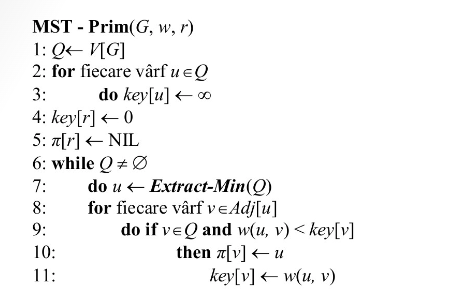 MST - Prim(G, w, r)
1: Q← V[G]
2: for fiecare vârf u∈Q
3: do key[u] ← ∞
4: key[r] ← 0
5: π[r] ← NIL
6: while Q ≠ ∅
7: do u ← Extract-Min(Q)
8: for fiecare vârf v∈Adj[u]
9: do if v∈Q and w(u, v) < key[v]
10: then π[v] ← u
11: key[v] ← w(u, v)